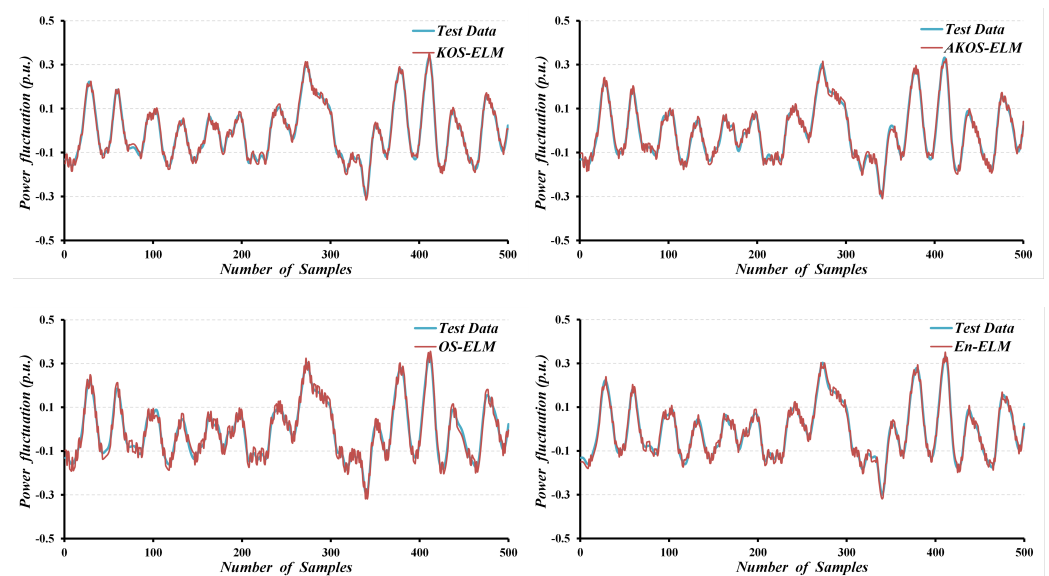 0.5
0.3
0.1
-0.1
-0.3
-0.5
Power fluctuation (p.u.)
Test Data
KOS-ELM
0 100 200 300 400 500
Number of Samples
0.5
0.3
0.1
-0.1
-0.3
-0.5
Power fluctuation (p.u.)
Test Data
AKOS-ELM
0 100 200 300 400 500
Number of Samples
0.5
0.3
0.1
-0.1
-0.3
-0.5
Power fluctuation (p.u.)
Test Data
OS-ELM
0 100 200 300 400 500
Number of Samples
0.5
0.3
0.1
-0.1
-0.3
-0.5
Power fluctuation (p.u.)
Test Data
En-ELM
0 100 200 300 400 500
Number of Samples